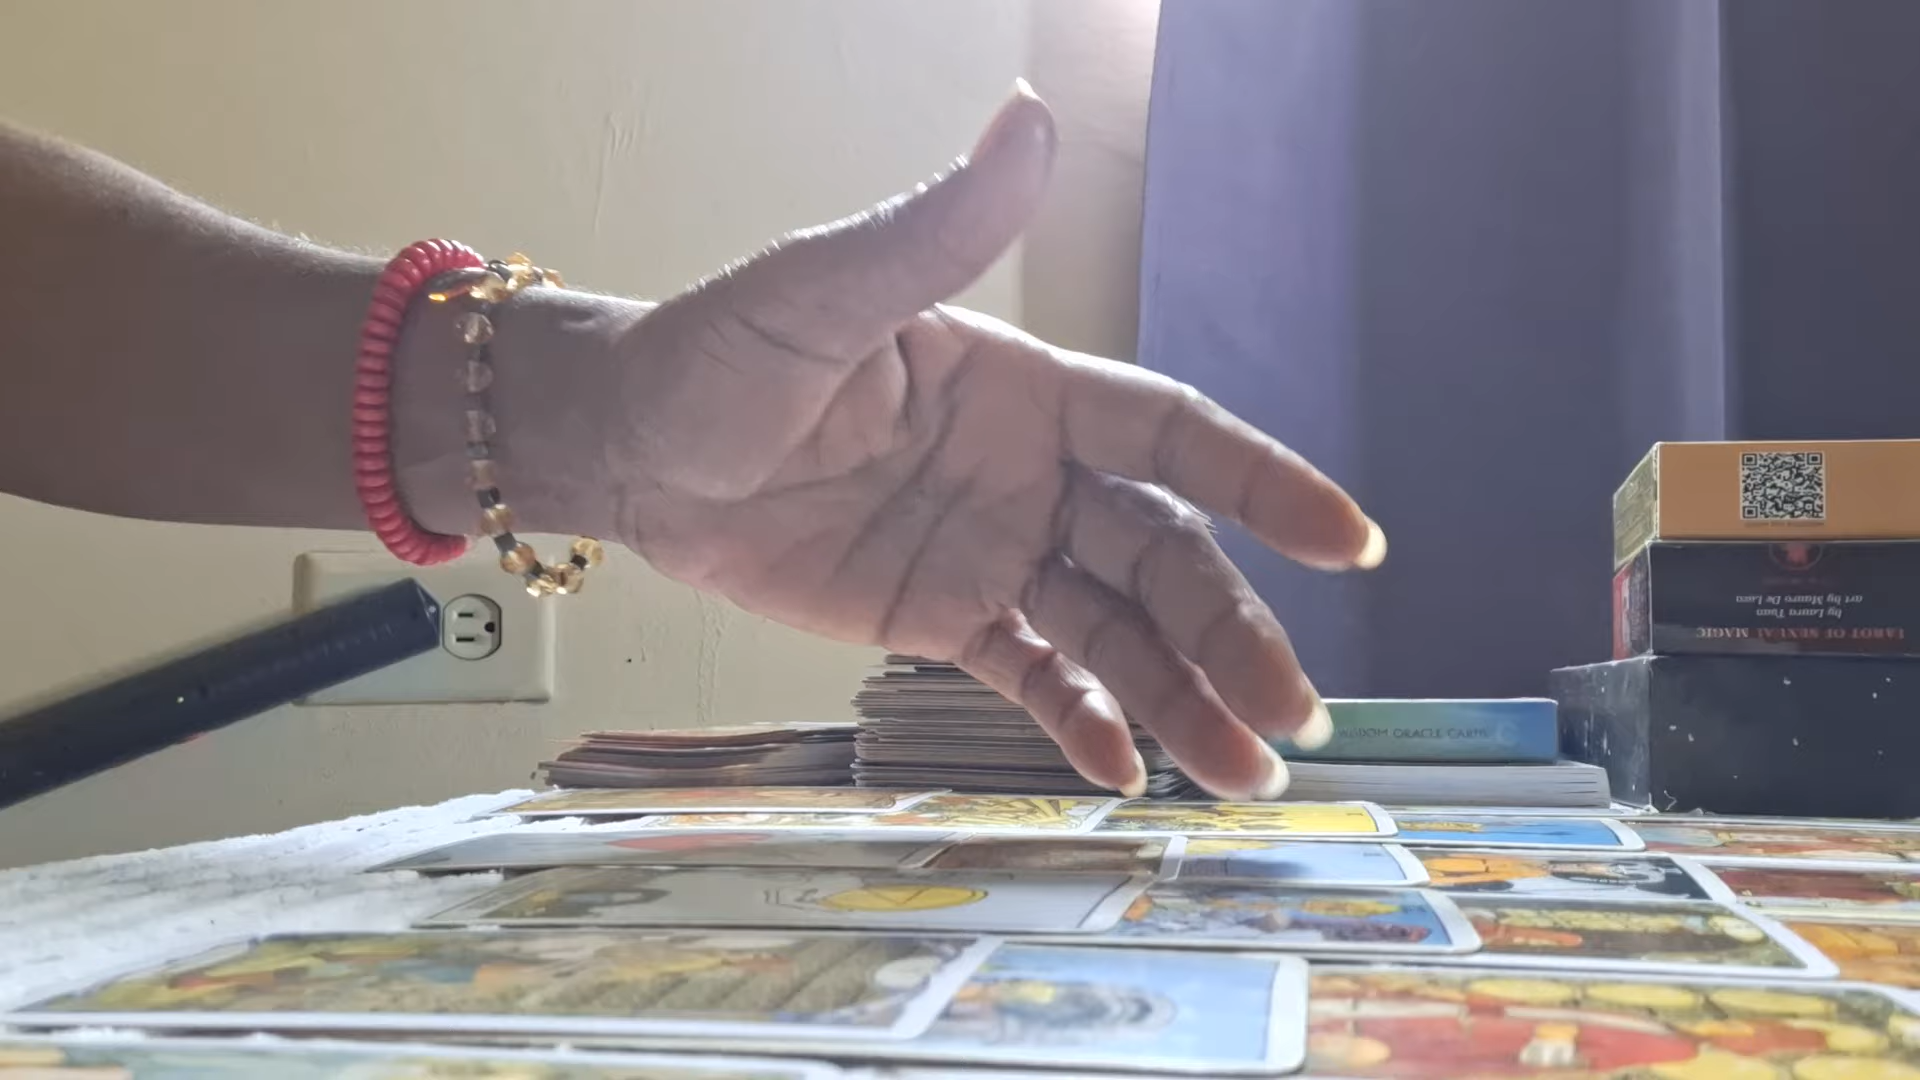 art by Mauro De Luca
by Laura Tuan
TAROT OF SEXUAL MAGIC
WISDOM ORACLE CARDS